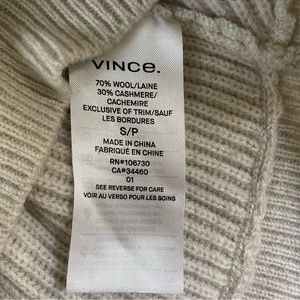 VINCE.
70% WOOL/LAINE
30% CASHMERE/
CACHEMIRE
EXCLUSIVE OF TRIM/SAUF
LES BORDURES
S/P
MADE IN CHINA
FABRIQUÉ EN CHINE
RN#106730
CA#34460
01
SEE REVERSE FOR CARE
VOIR AU VERSO POUR LES SOINS